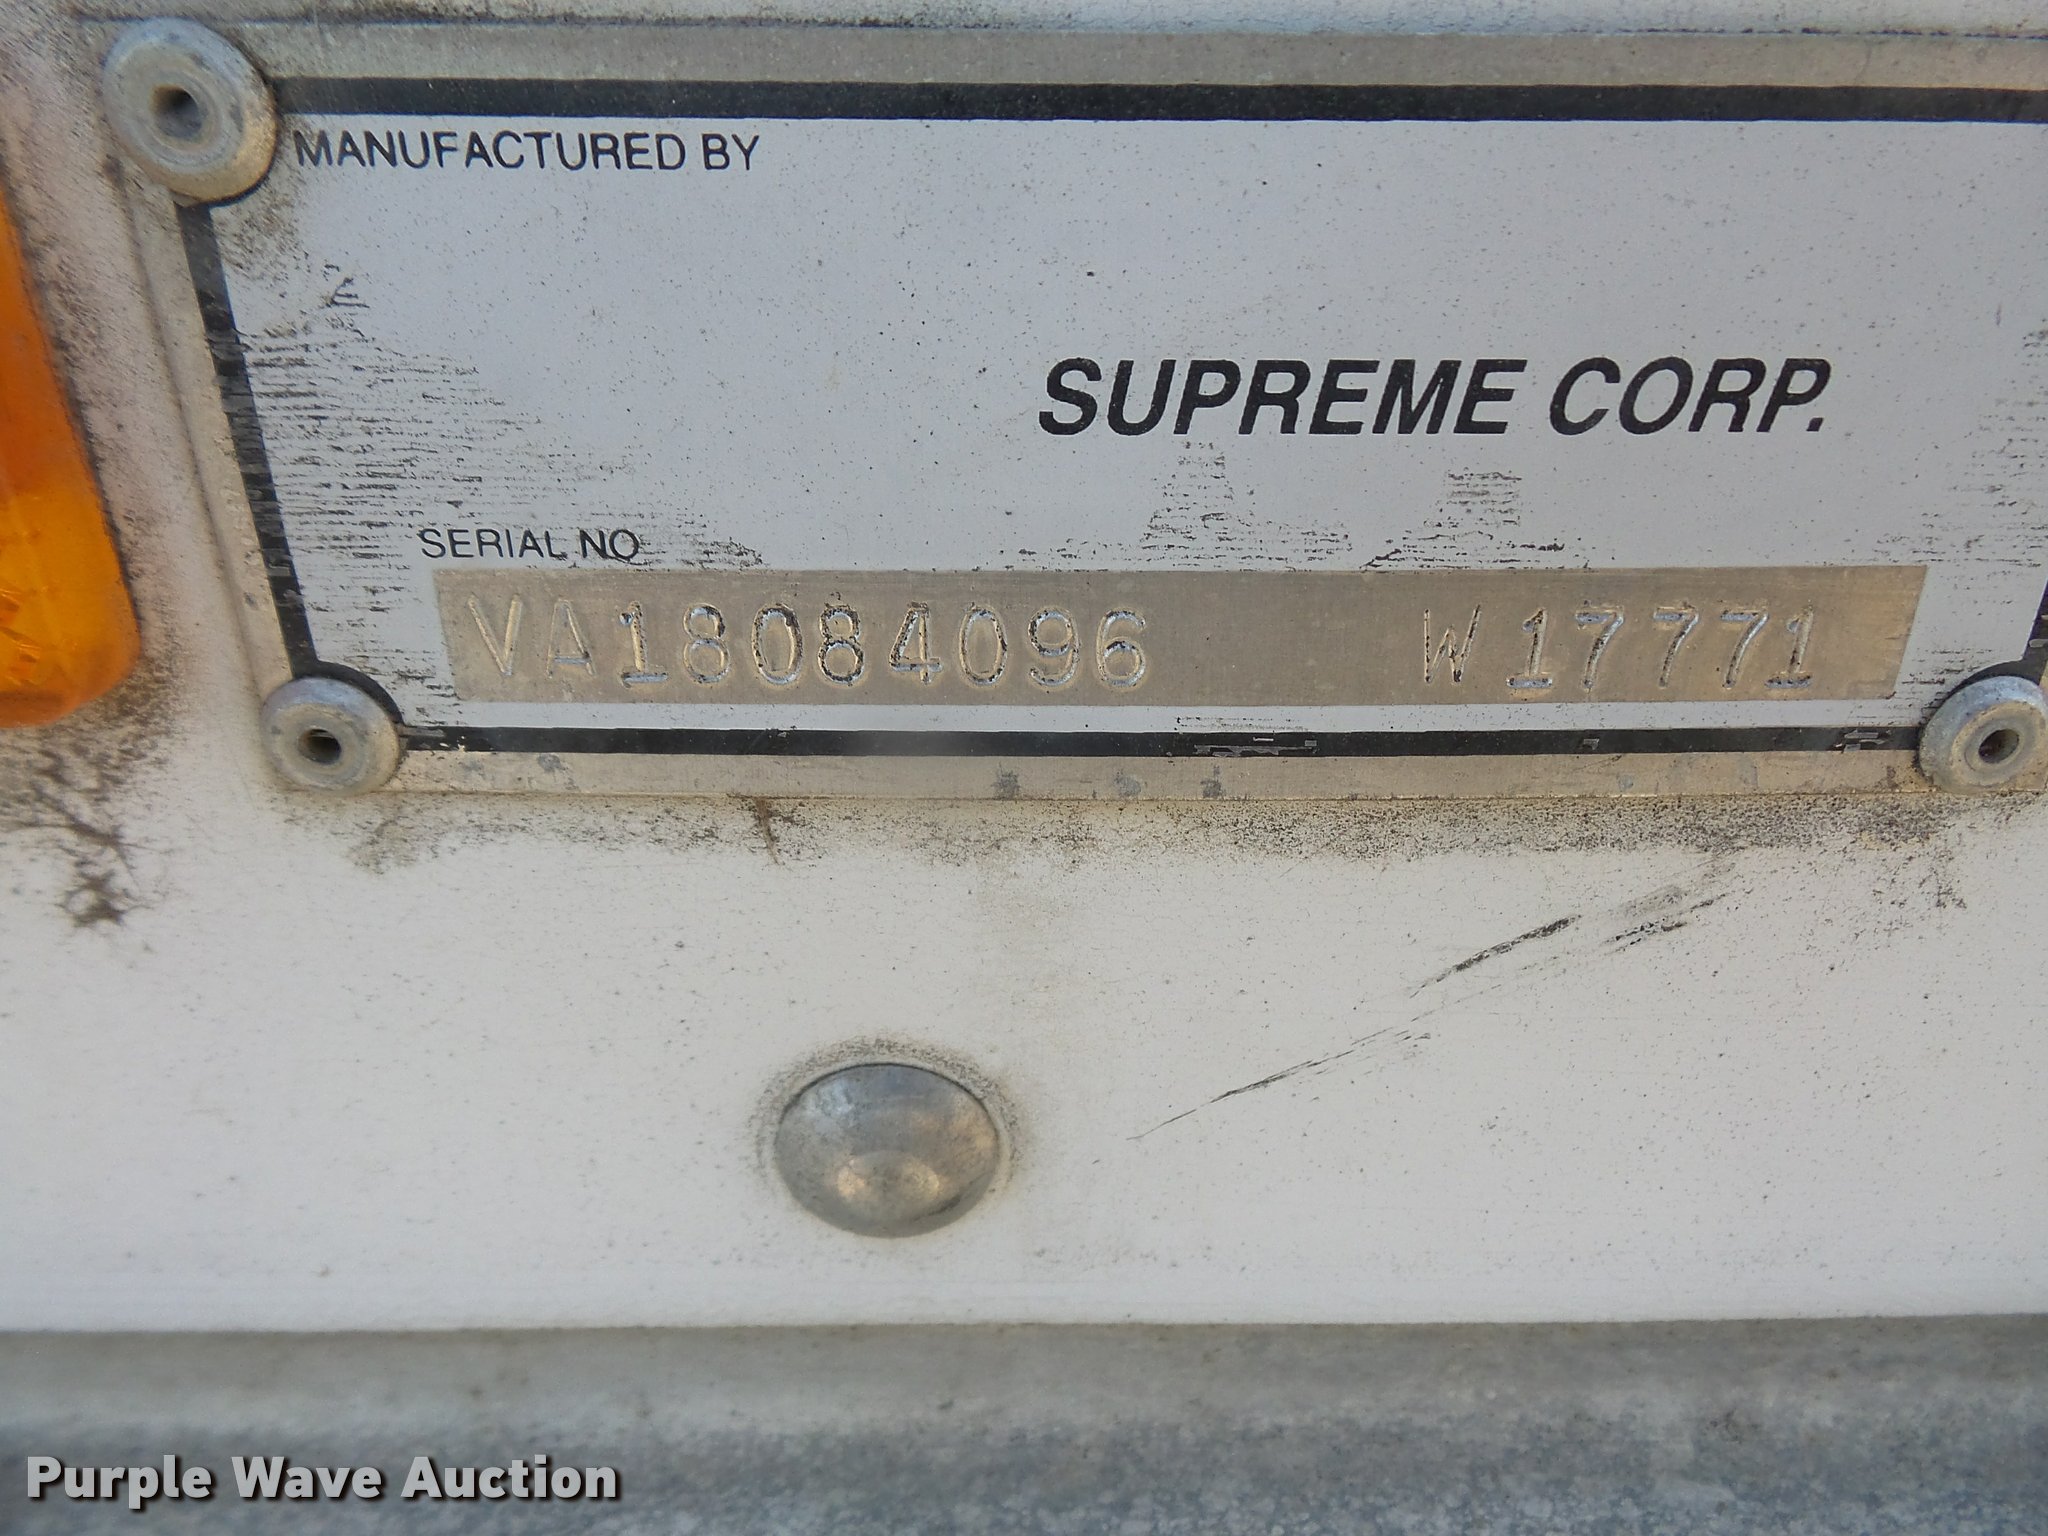 MANUFACTURED BY
SUPREME CORP.
SERIAL NO
VA18084096 W17771
Purple Wave Auction